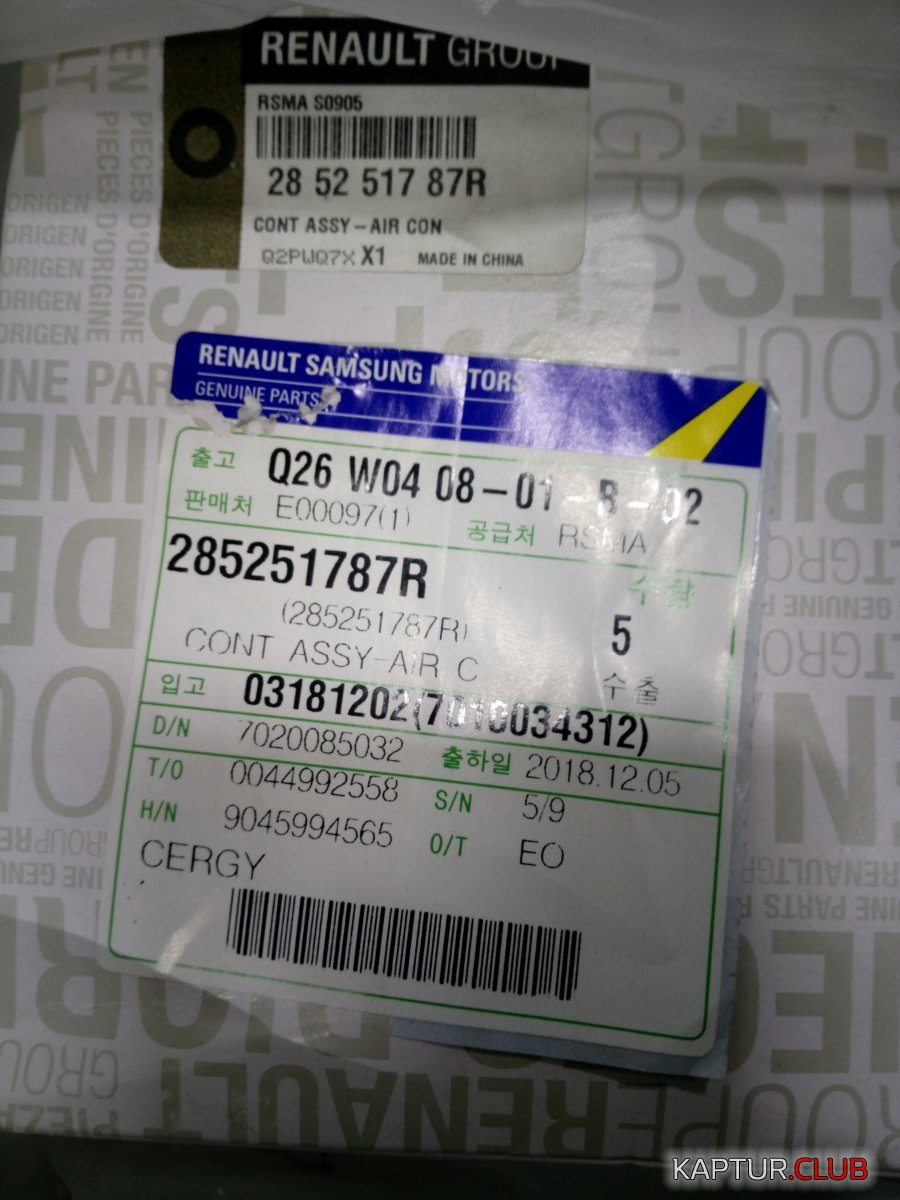 RENAULT GROUP
RSMA S0905
28 52 517 87R
CONT ASSY-AIR CON
Q2PWQ7X X1 MADE IN CHINA
RENAULT SAMSUNG MOTORS
GENUINE PARTS
출고 Q26 W04 08-01-B-02
판매처 E00097(1) 공급처 RSMA
285251787R 수량
(285251787R) 5
CONT ASSY-AIR C 수출
입고 03181202(7010034312)
D/N 7020085032 출하일 2018.12.05
T/O 0044992558 S/N 5/9
H/N 9045994565 O/T EO
CERGY
KAPTUR.CLUB